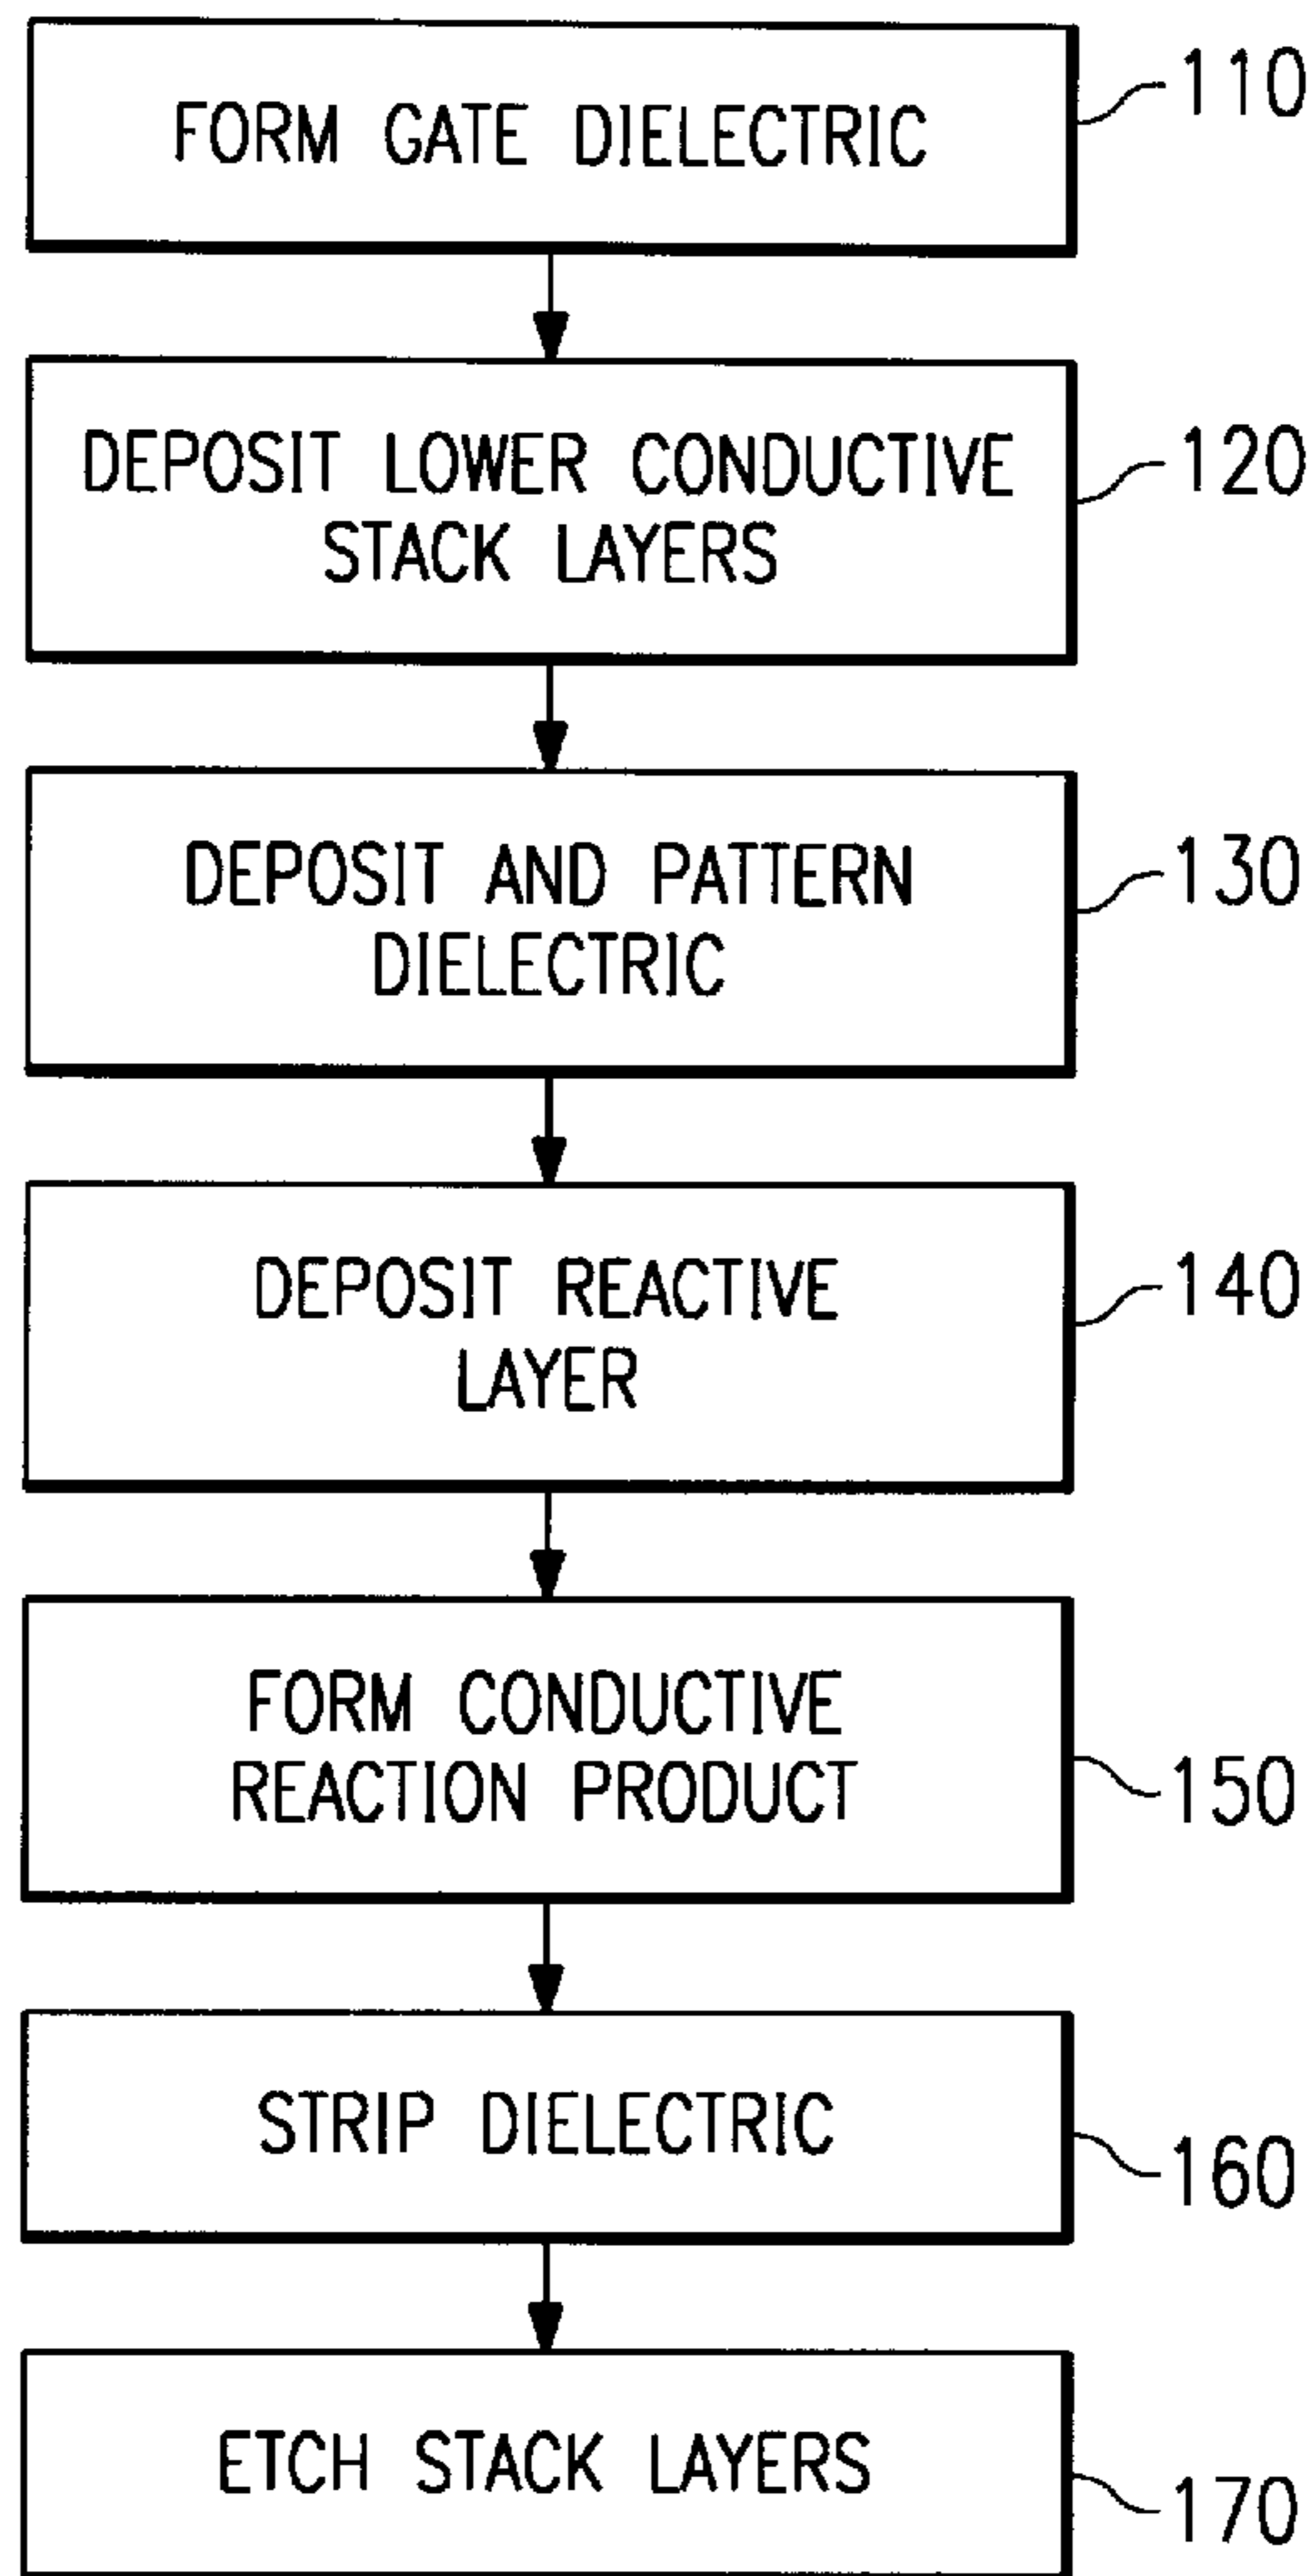 FORM GATE DIELECTRIC
110
DEPOSIT LOWER CONDUCTIVE
STACK LAYERS
120
DEPOSIT AND PATTERN
DIELECTRIC
130
DEPOSIT REACTIVE
LAYER
140
FORM CONDUCTIVE
REACTION PRODUCT
150
STRIP DIELECTRIC
160
ETCH STACK LAYERS
170